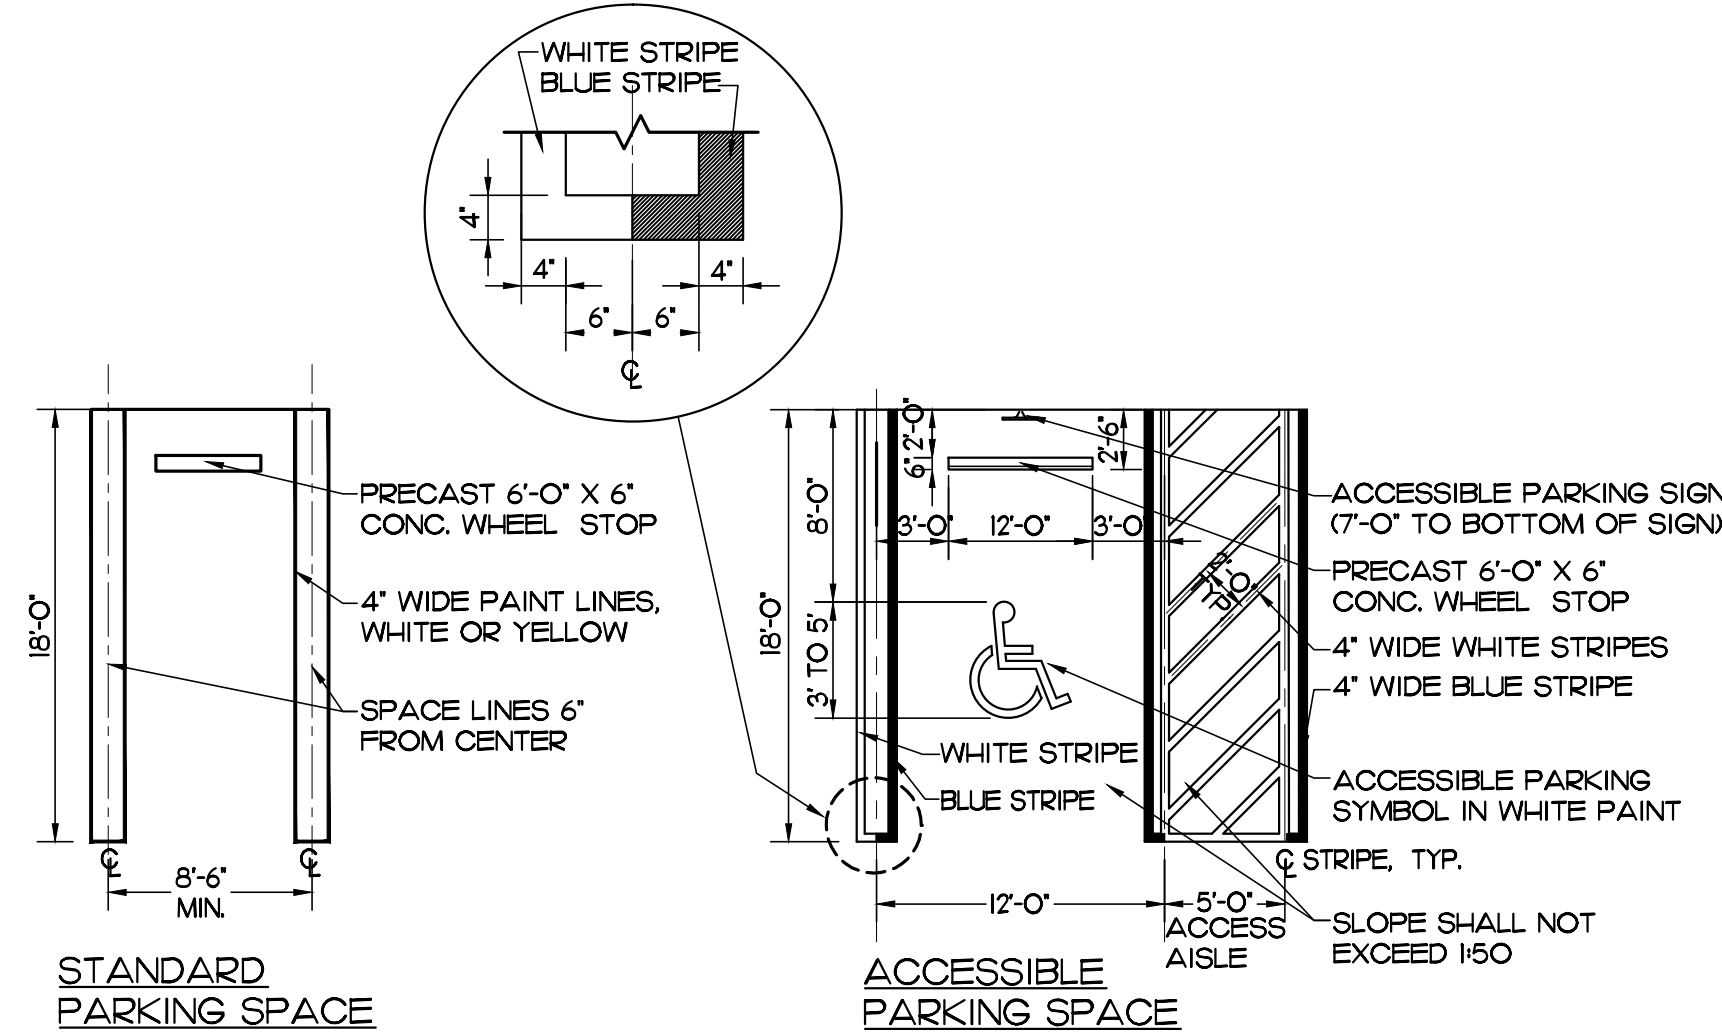 WHITE STRIPE
BLUE STRIPE
4"
4"
4"
6"
6"
℄
18'-0"
PRECAST 6'-0" X 6"
CONC. WHEEL STOP
4" WIDE PAINT LINES,
WHITE OR YELLOW
SPACE LINES 6"
FROM CENTER
℄
℄
8'-6"
MIN.
STANDARD
PARKING SPACE
18'-0"
8'-0"
3' TO 5'
2'-0"
6"
2'-6"
3'-0"
12'-0"
3'-0"
2'-0"
TYP.
WHITE STRIPE
BLUE STRIPE
ACCESSIBLE PARKING SIGN
(7'-0" TO BOTTOM OF SIGN)
PRECAST 6'-0" X 6"
CONC. WHEEL STOP
4" WIDE WHITE STRIPES
4" WIDE BLUE STRIPE
ACCESSIBLE PARKING
SYMBOL IN WHITE PAINT
℄ STRIPE, TYP.
12'-0"
5'-0"
ACCESS
AISLE
SLOPE SHALL NOT
EXCEED 1:50
ACCESSIBLE
PARKING SPACE